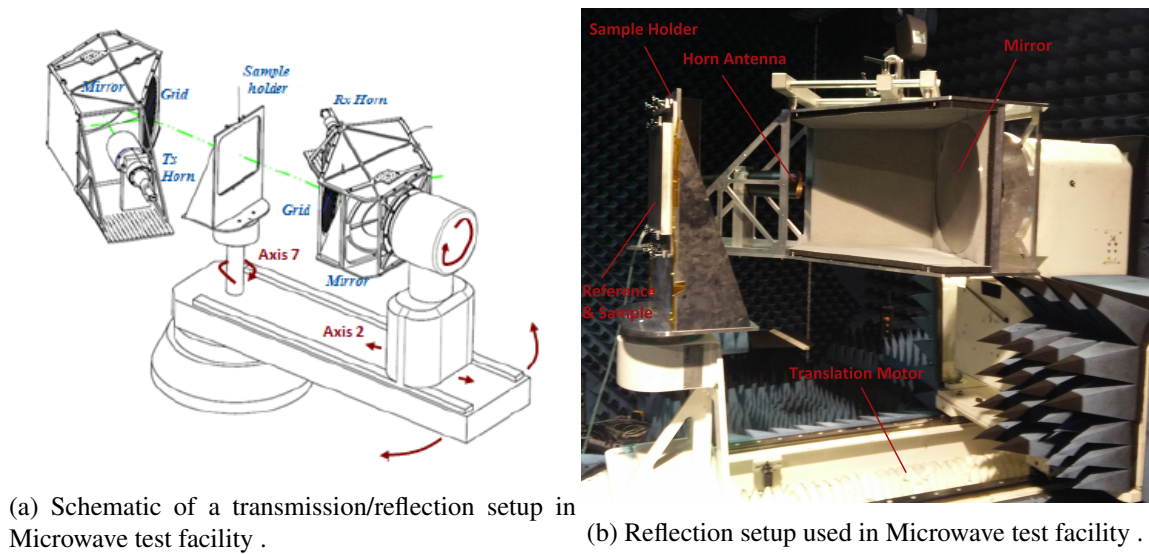 Mirror
Grid
Sample
holder
Rx Horn
Tx
Horn
Grid
Axis 7
Mirror
Axis 2
(a) Schematic of a transmission/reflection setup in
Microwave test facility .
Sample Holder
Horn Antenna
Mirror
Reference
& Sample
Translation Motor
(b) Reflection setup used in Microwave test facility .